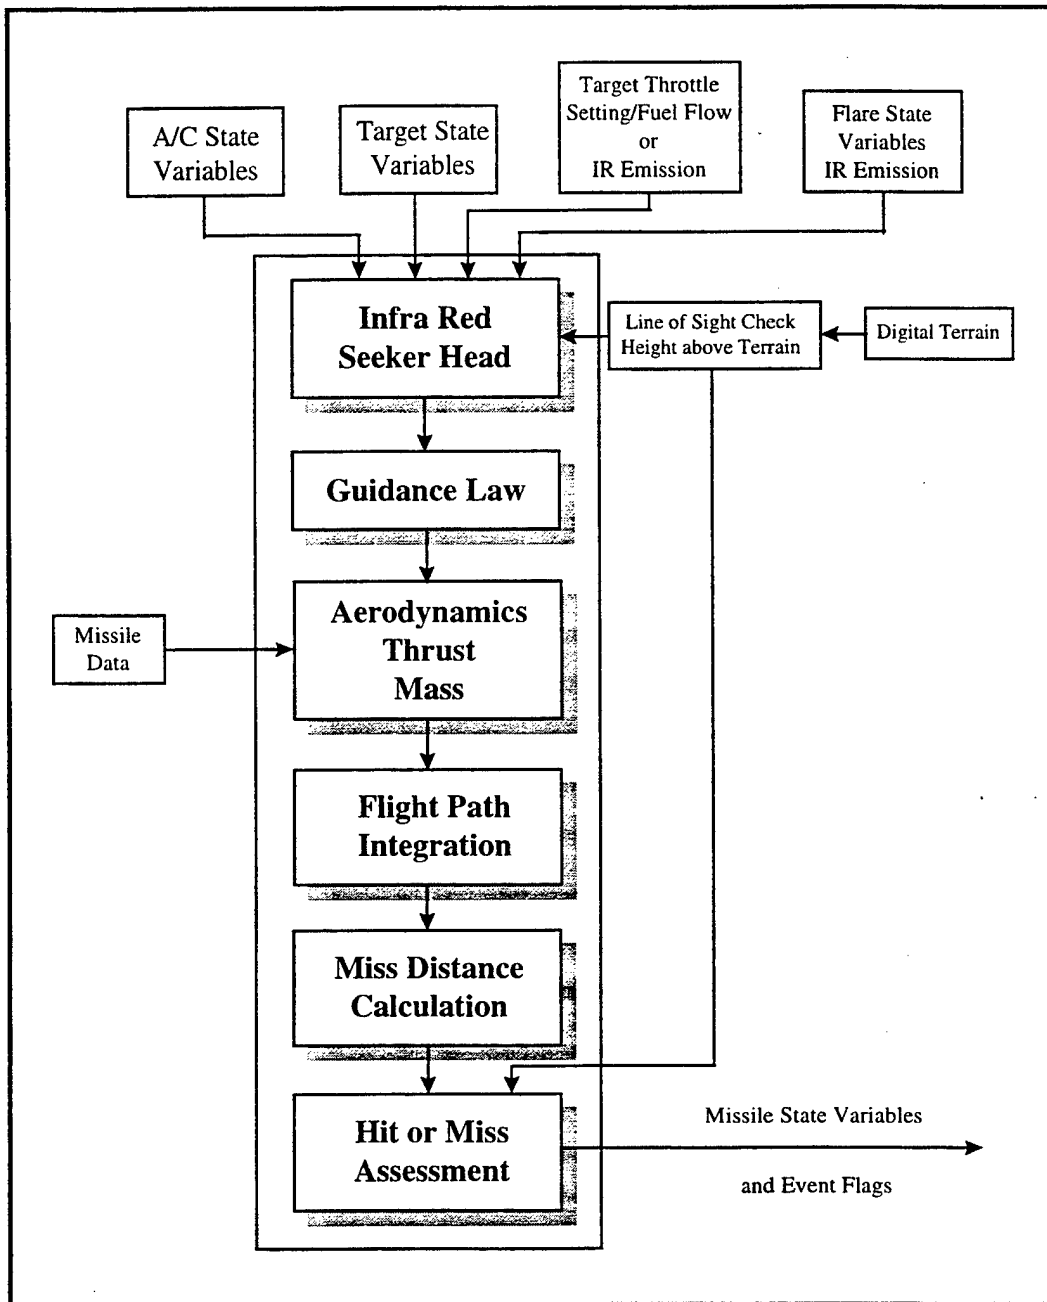 A/C State
Variables
Target State
Variables
Target Throttle
Setting/Fuel Flow
or
IR Emission
Flare State
Variables
IR Emission
Infra Red
Seeker Head
Line of Sight Check
Height above Terrain
Digital Terrain
Guidance Law
Missile
Data
Aerodynamics
Thrust
Mass
Flight Path
Integration
Miss Distance
Calculation
Hit or Miss
Assessment
Missile State Variables
and Event Flags